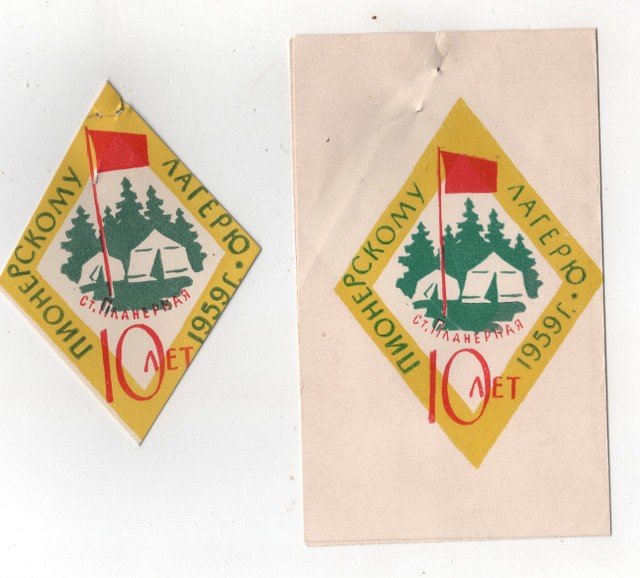 ПИОНЕРСКОМУ
ЛАГЕРЮ • 1959 г.
СТ. ПЛАНЕРНАЯ
10 ЛЕТ
ПИОНЕРСКОМУ
ЛАГЕРЮ • 1959 г.
СТ. ПЛАНЕРНАЯ
10 ЛЕТ